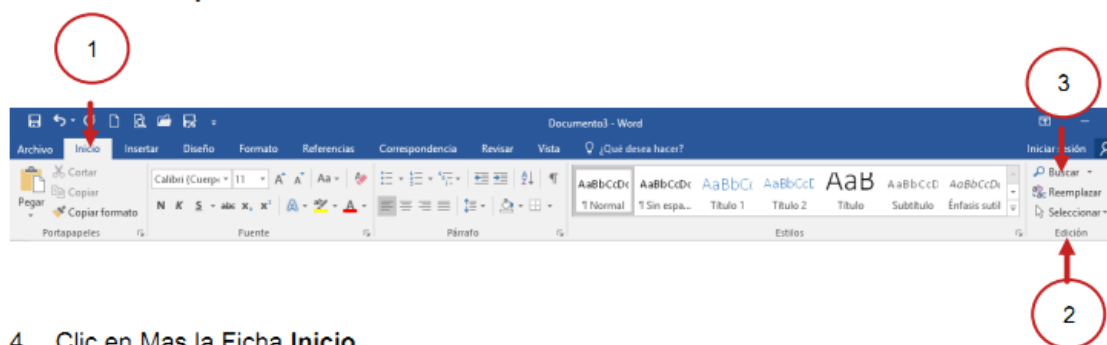 1
3
Documento3 - Word
Archivo Inicio Insertar Diseño Formato Referencias Correspondencia Revisar Vista ¿Qué desea hacer? Iniciar sesión
Cortar
Copiar
Copiar formato
Pegar
Calibri (Cuerpo 11 A A Aa
N K S abc x, x² A A
AaBbCcDc AaBbCcDc AaBbCc AaBbCcD AaB AaBbCcD AaBbCcDc
¶ Normal ¶ Sin espa... Título 1 Título 2 Título Subtítulo Énfasis sutil
Buscar
Reemplazar
Seleccionar
Portapapeles Fuente Párrafo Estilos Edición
2
4. Clic en Mas la Ficha Inicio